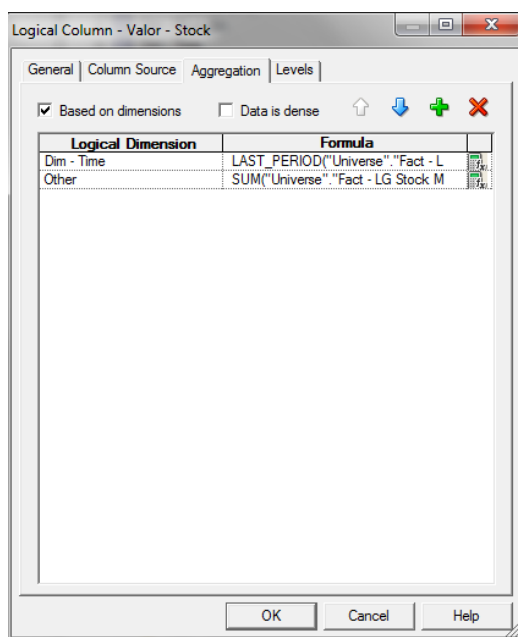 Logical Column - Valor - Stock
General Column Source Aggregation Levels
Based on dimensions Data is dense
Logical Dimension Formula
Dim - Time LAST_PERIOD("Universe"."Fact - L
Other SUM("Universe"."Fact - LG Stock M
OK Cancel Help